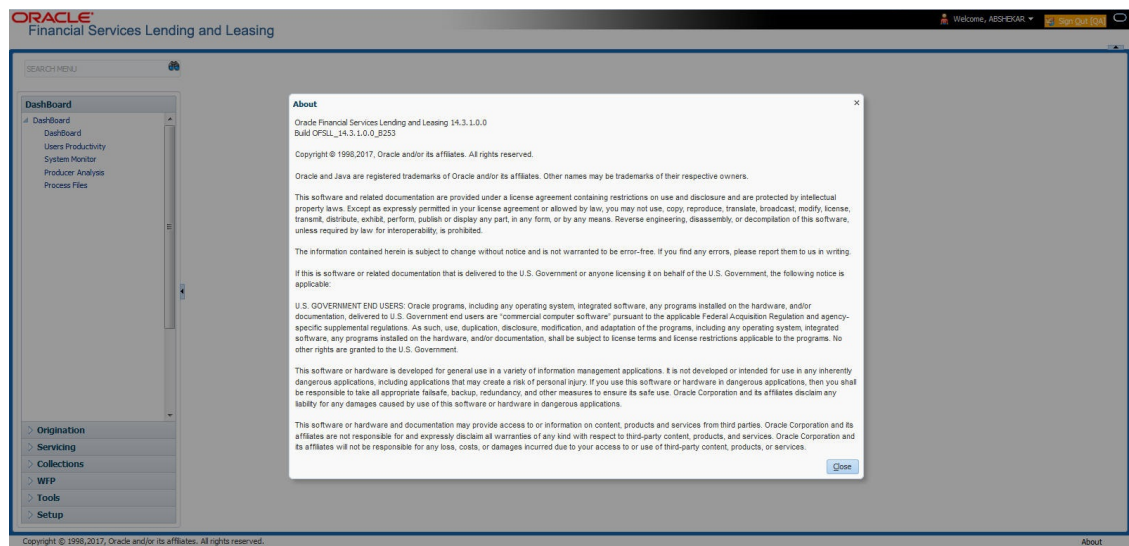 ORACLE
Financial Services Lending and Leasing
Welcome, ABSHEKAR
Sign Out [QA]
SEARCH MENU
DashBoard
DashBoard
DashBoard
Users Productivity
System Monitor
Producer Analysis
Process Files
Origination
Servicing
Collections
WFP
Tools
Setup
About
Oracle Financial Services Lending and Leasing 14.3.1.0.0
Build OFSLL_14.3.1.0.0_B253
Copyright © 1998,2017, Oracle and/or its affiliates. All rights reserved.
Oracle and Java are registered trademarks of Oracle and/or its affiliates. Other names may be trademarks of their respective owners.
This software and related documentation are provided under a license agreement containing restrictions on use and disclosure and are protected by intellectual
property laws. Except as expressly permitted in your license agreement or allowed by law, you may not use, copy, reproduce, translate, broadcast, modify, license,
transmit, distribute, exhibit, perform, publish or display any part, in any form, or by any means. Reverse engineering, disassembly, or decompilation of this software,
unless required by law for interoperability, is prohibited.
The information contained herein is subject to change without notice and is not warranted to be error-free. If you find any errors, please report them to us in writing.
If this is software or related documentation that is delivered to the U.S. Government or anyone licensing it on behalf of the U.S. Government, the following notice is
applicable:
U.S. GOVERNMENT END USERS: Oracle programs, including any operating system, integrated software, any programs installed on the hardware, and/or
documentation, delivered to U.S. Government end users are "commercial computer software" pursuant to the applicable Federal Acquisition Regulation and agency-
specific supplemental regulations. As such, use, duplication, disclosure, modification, and adaptation of the programs, including any operating system, integrated
software, any programs installed on the hardware, and/or documentation, shall be subject to license terms and license restrictions applicable to the programs. No
other rights are granted to the U.S. Government.
This software or hardware is developed for general use in a variety of information management applications. It is not developed or intended for use in any inherently
dangerous applications, including applications that may create a risk of personal injury. If you use this software or hardware in dangerous applications, then you shall
be responsible to take all appropriate failsafe, backup, redundancy, and other measures to ensure its safe use. Oracle Corporation and its affiliates disclaim any
liability for any damages caused by use of this software or hardware in dangerous applications.
This software or hardware and documentation may provide access to or information on content, products and services from third parties. Oracle Corporation and its
affiliates are not responsible for and expressly disclaim all warranties of any kind with respect to third-party content, products, and services. Oracle Corporation and
its affiliates will not be responsible for any loss, costs, or damages incurred due to your access to or use of third-party content, products, or services.
Close
Copyright © 1998,2017, Oracle and/or its affiliates. All rights reserved.
About